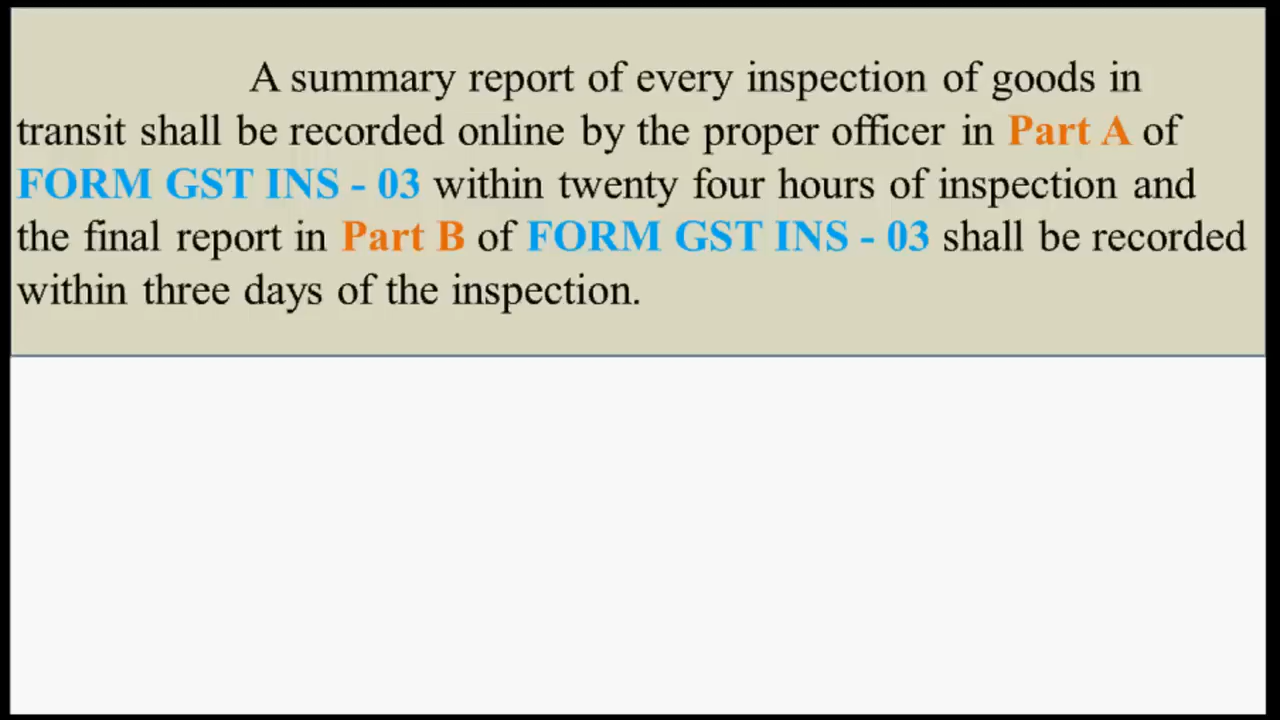 A summary report of every inspection of goods in
transit shall be recorded online by the proper officer in Part A of
FORM GST INS - 03 within twenty four hours of inspection and
the final report in Part B of FORM GST INS - 03 shall be recorded
within three days of the inspection.